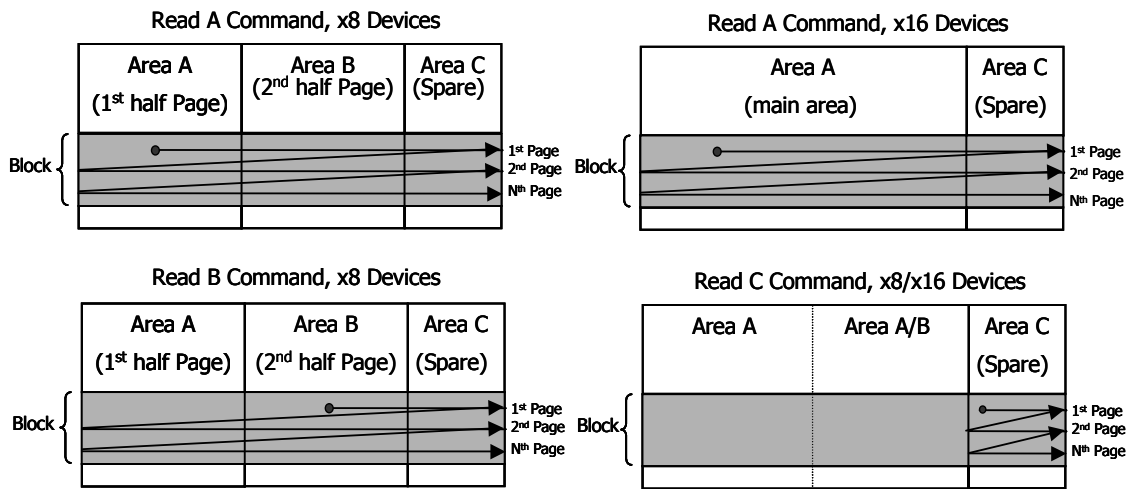 Read A Command, x8 Devices
Area A
(1st half Page)
Area B
(2nd half Page)
Area C
(Spare)
Block
1st Page
2nd Page
Nth Page
Read A Command, x16 Devices
Area A
(main area)
Area C
(Spare)
Block
1st Page
2nd Page
Nth Page
Read B Command, x8 Devices
Area A
(1st half Page)
Area B
(2nd half Page)
Area C
(Spare)
Block
1st Page
2nd Page
Nth Page
Read C Command, x8/x16 Devices
Area A
Area A/B
Area C
(Spare)
Block
1st Page
2nd Page
Nth Page